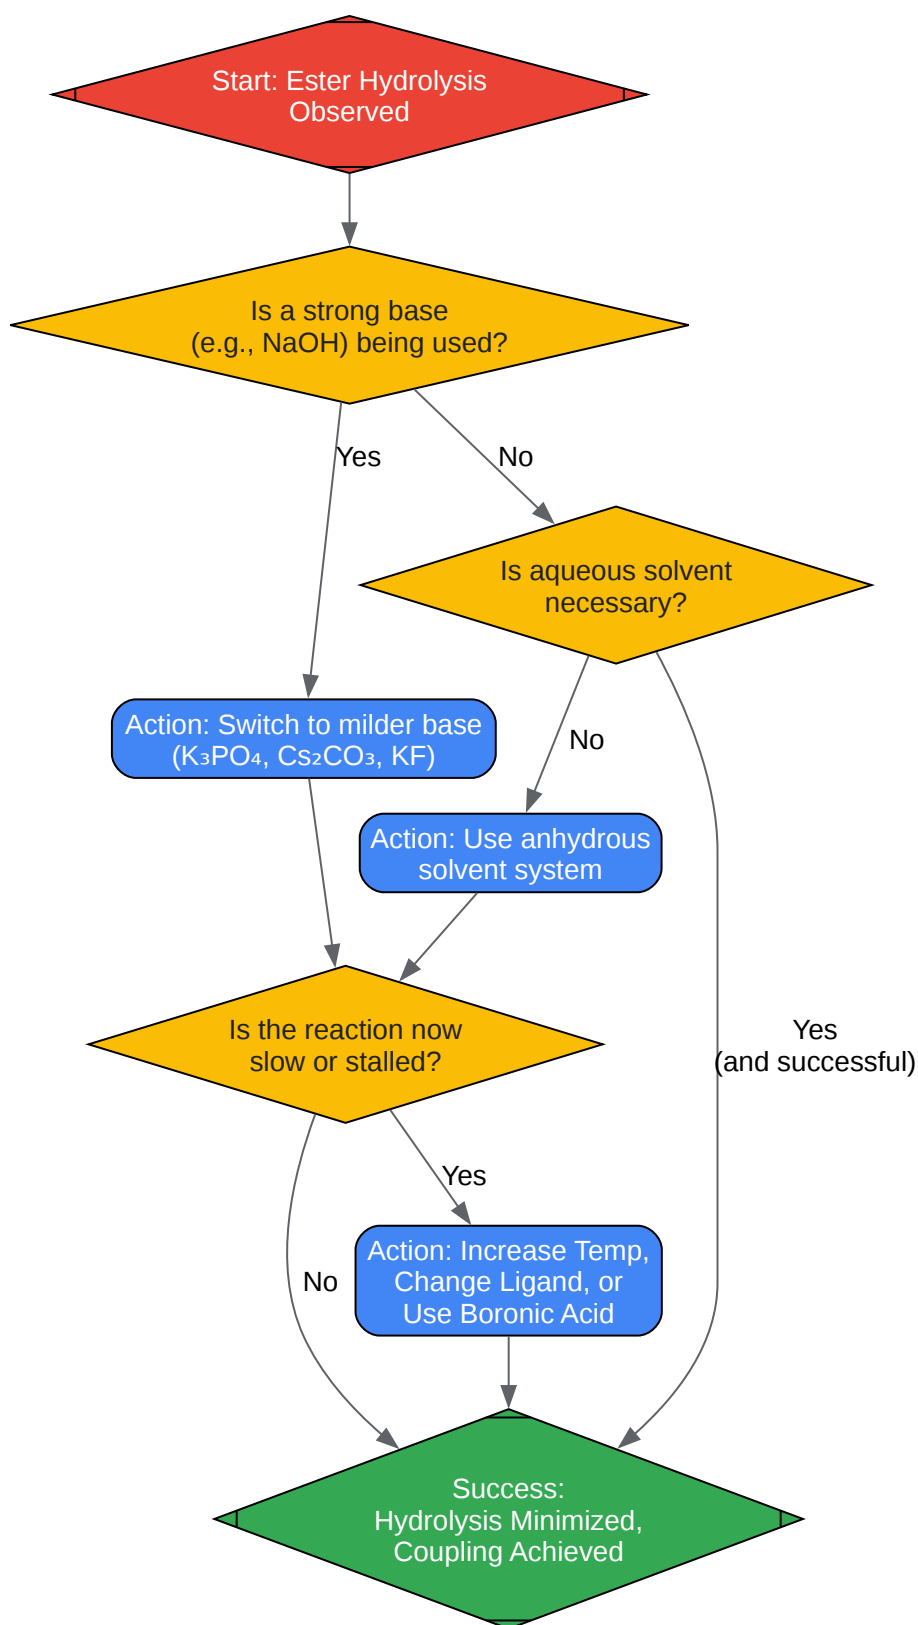 Start: Ester Hydrolysis
Observed
Is a strong base
(e.g., NaOH) being used?
Yes
No
Is aqueous solvent
necessary?
Action: Switch to milder base
(K₃PO₄, Cs₂CO₃, KF)
No
Action: Use anhydrous
solvent system
Is the reaction now
slow or stalled?
Yes
(and successful)
Yes
No
Action: Increase Temp,
Change Ligand, or
Use Boronic Acid
Success:
Hydrolysis Minimized,
Coupling Achieved